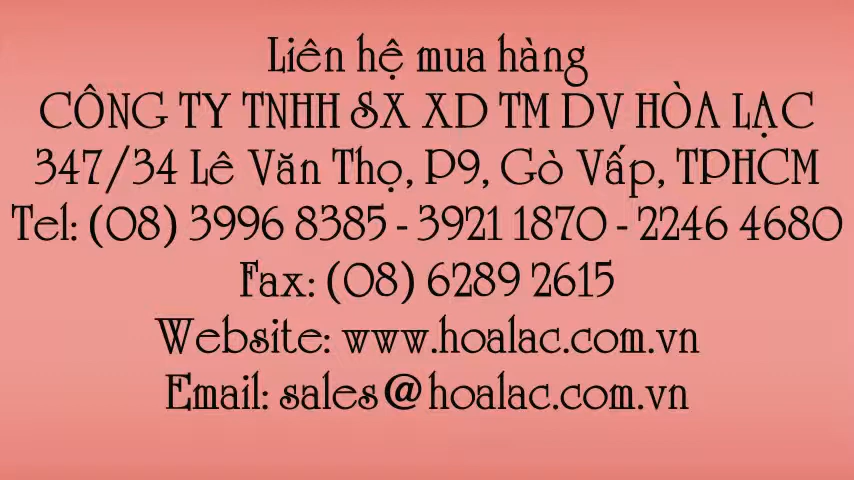 Liên hệ mua hàng
CÔNG TY TNHH SX XD TM DV HÒA LẠC
347/34 Lê Văn Thọ, P9, Gò Vấp, TPHCM
Tel: (08) 3996 8385 - 3921 1870 - 2246 4680
Fax: (08) 6289 2615
Website: www.hoalac.com.vn
Email: sales@hoalac.com.vn